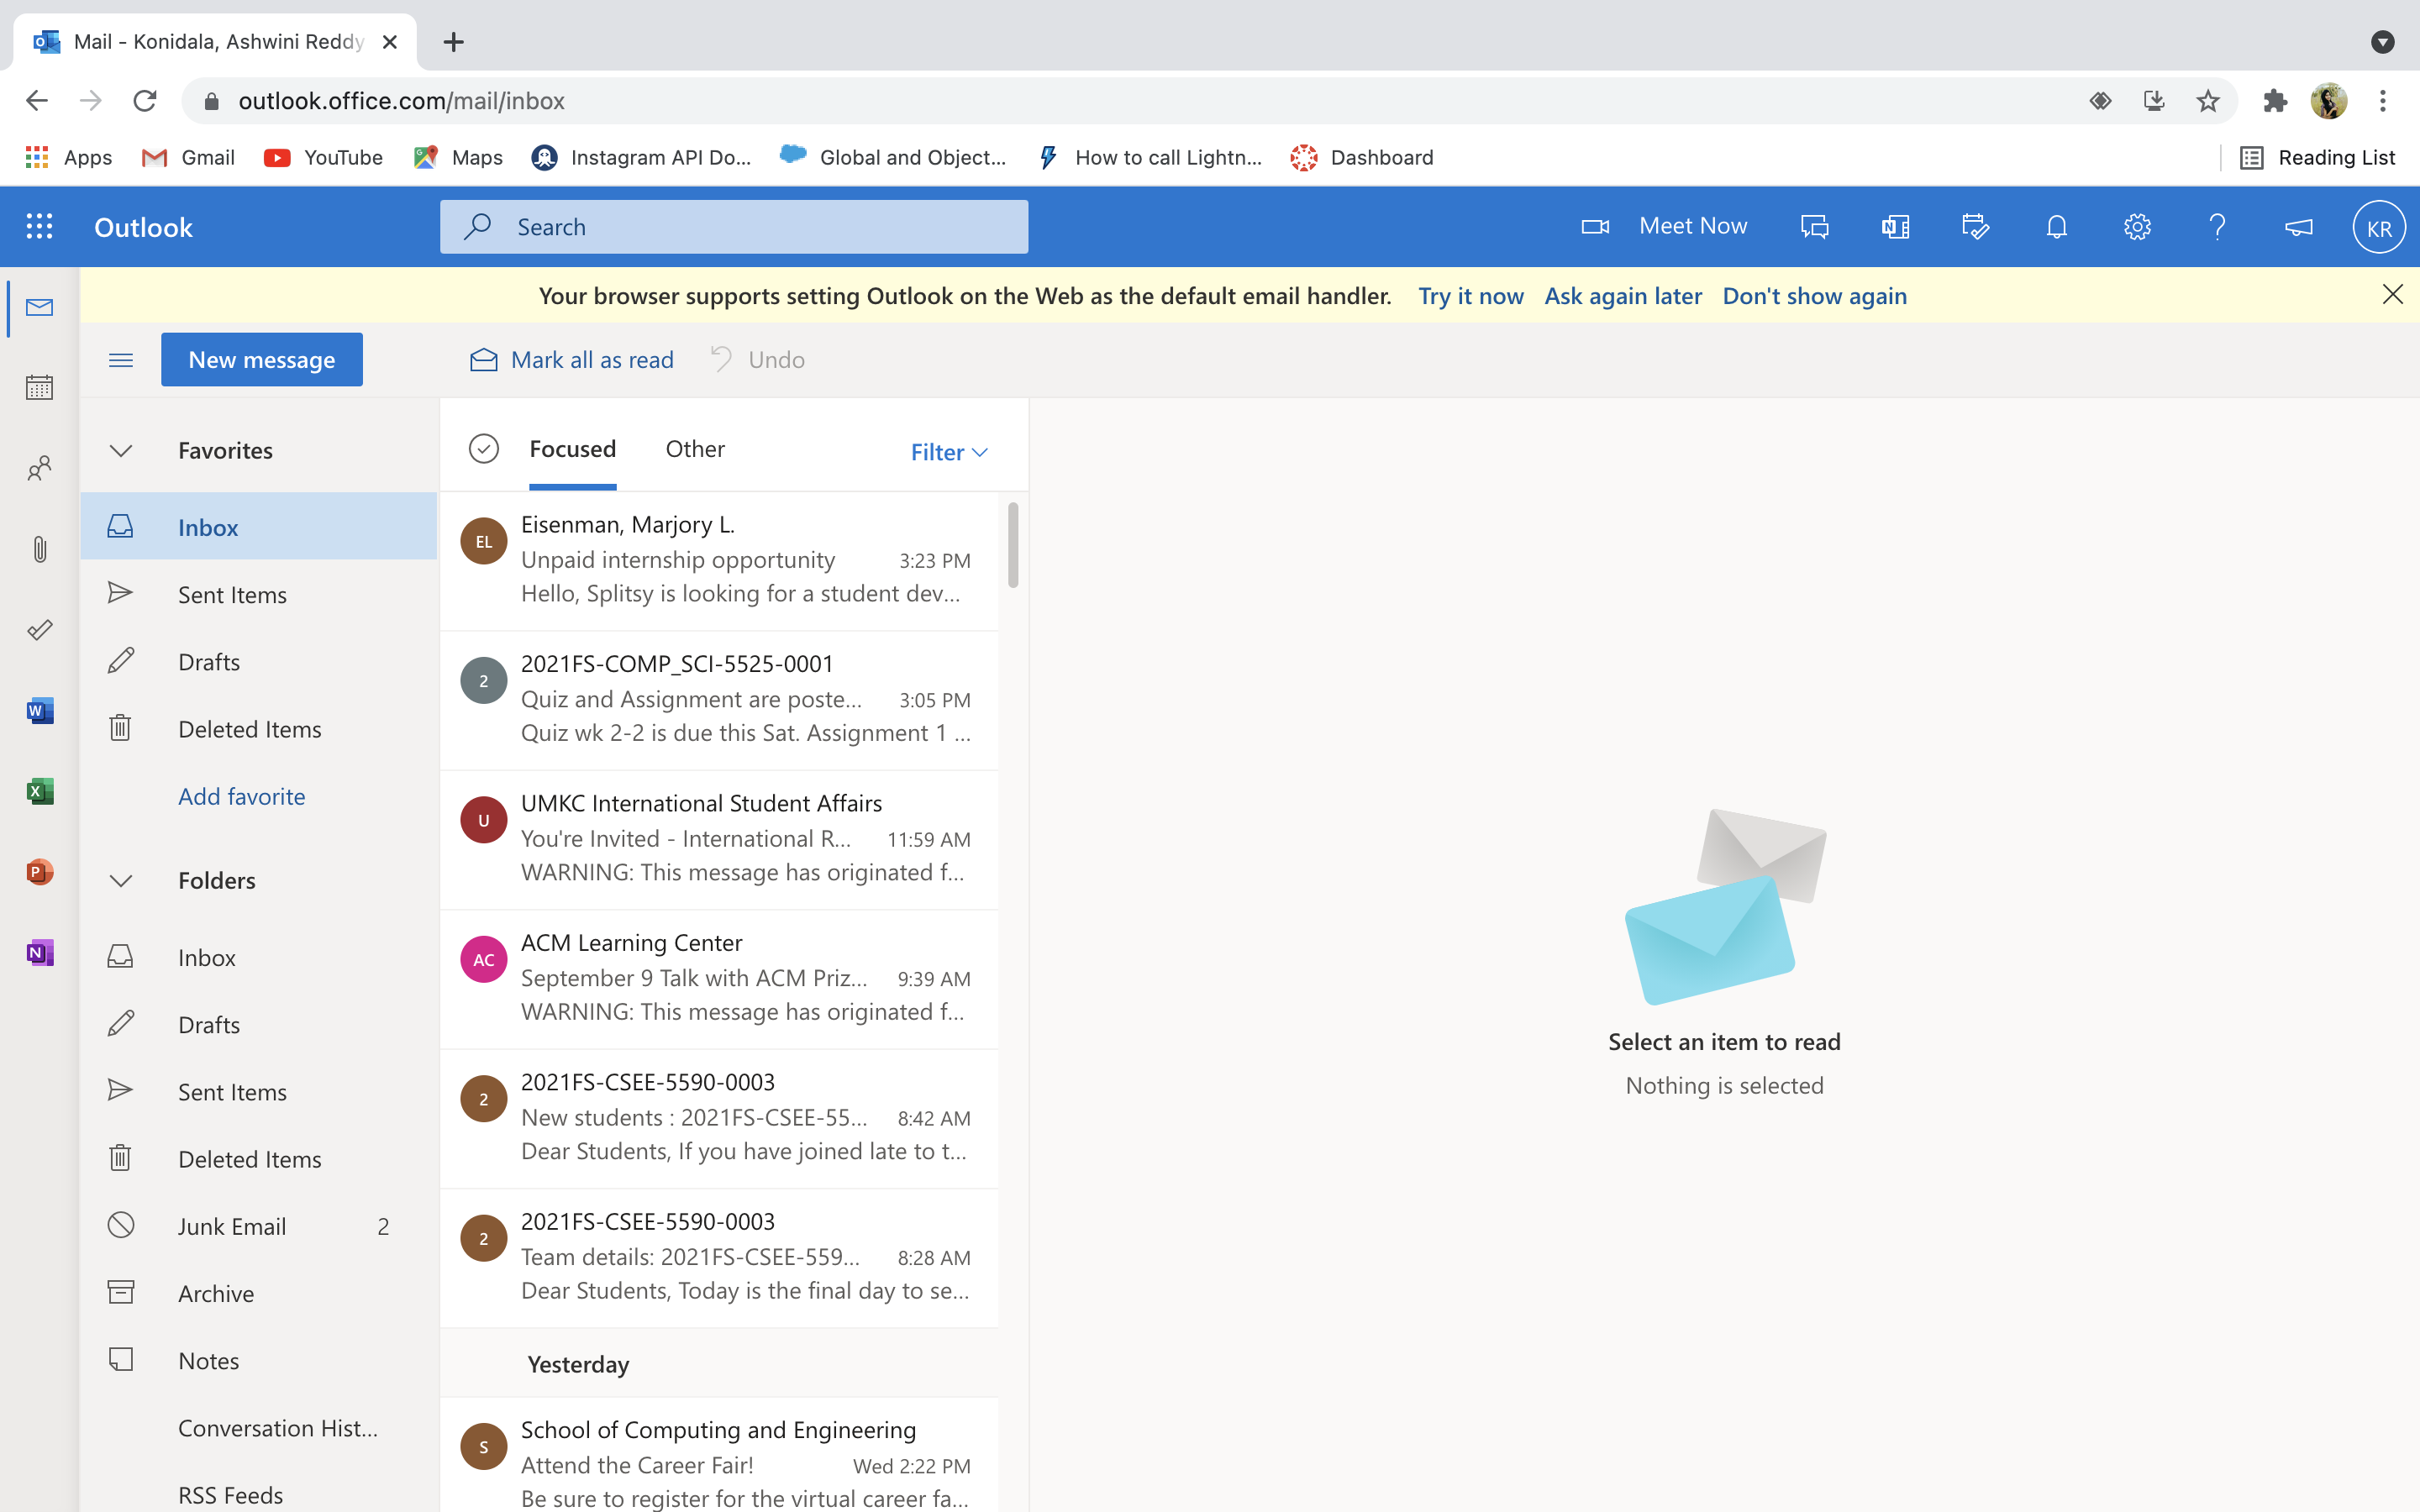 Mail - Konidala, Ashwini Reddy
outlook.office.com/mail/inbox
Apps
Gmail
YouTube
Maps
Instagram API Do...
Global and Object...
How to call Lightn...
Dashboard
Reading List
Outlook
Search
Meet Now
KR
Your browser supports setting Outlook on the Web as the default email handler. Try it now Ask again later Don't show again
New message
Mark all as read
Undo
Favorites
Inbox
Sent Items
Drafts
Deleted Items
Add favorite
Folders
Inbox
Drafts
Sent Items
Deleted Items
Junk Email 2
Archive
Notes
Conversation Hist...
RSS Feeds
Focused
Other
Filter
EL
Eisenman, Marjory L.
Unpaid internship opportunity 3:23 PM
Hello, Splitsy is looking for a student dev...
2
2021FS-COMP_SCI-5525-0001
Quiz and Assignment are poste... 3:05 PM
Quiz wk 2-2 is due this Sat. Assignment 1 ...
U
UMKC International Student Affairs
You're Invited - International R... 11:59 AM
WARNING: This message has originated f...
AC
ACM Learning Center
September 9 Talk with ACM Priz... 9:39 AM
WARNING: This message has originated f...
2
2021FS-CSEE-5590-0003
New students : 2021FS-CSEE-55... 8:42 AM
Dear Students, If you have joined late to t...
2
2021FS-CSEE-5590-0003
Team details: 2021FS-CSEE-559... 8:28 AM
Dear Students, Today is the final day to se...
Yesterday
S
School of Computing and Engineering
Attend the Career Fair! Wed 2:22 PM
Be sure to register for the virtual career fa...
Select an item to read
Nothing is selected